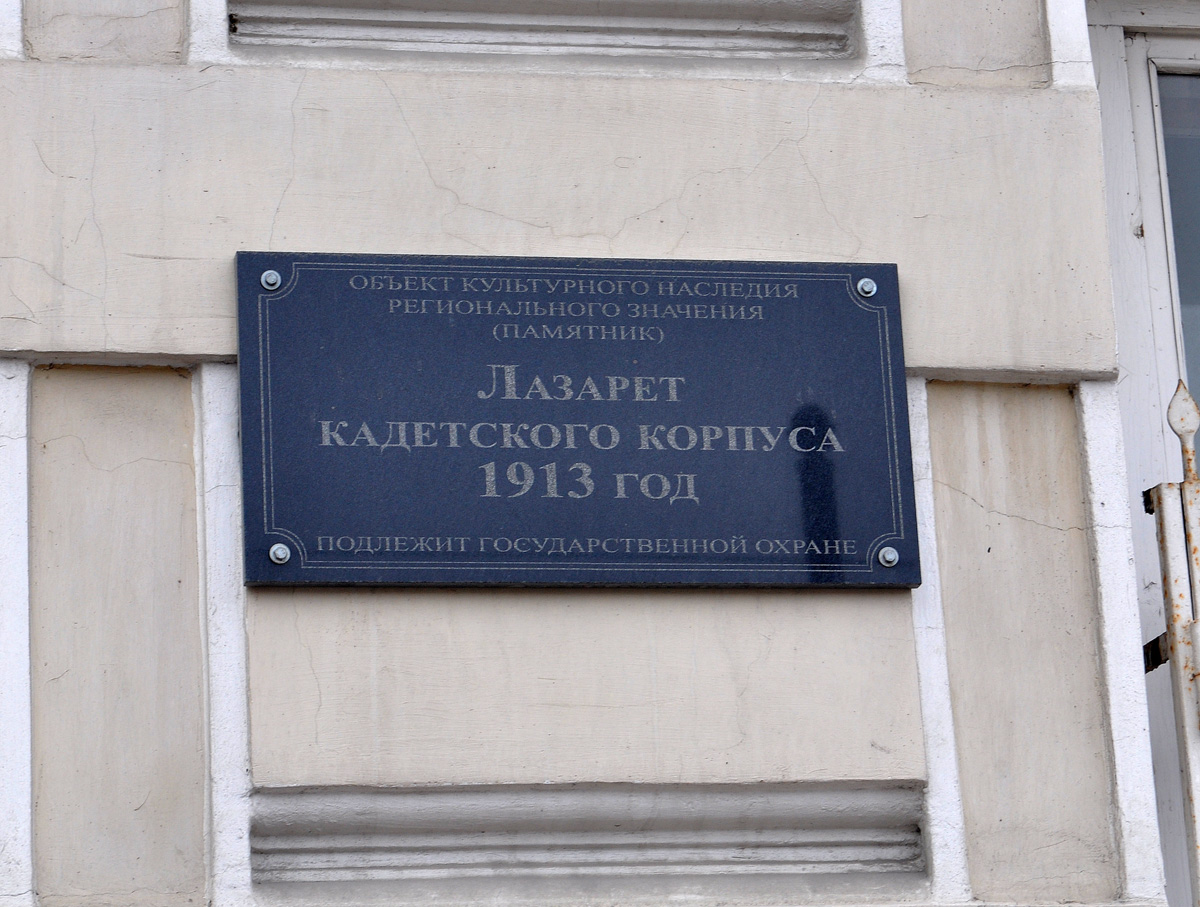 ОБЪЕКТ КУЛЬТУРНОГО НАСЛЕДИЯ
РЕГИОНАЛЬНОГО ЗНАЧЕНИЯ
(ПАМЯТНИК)
ЛАЗАРЕТ
КАДЕТСКОГО КОРПУСА
1913 ГОД
ПОДЛЕЖИТ ГОСУДАРСТВЕННОЙ ОХРАНЕ